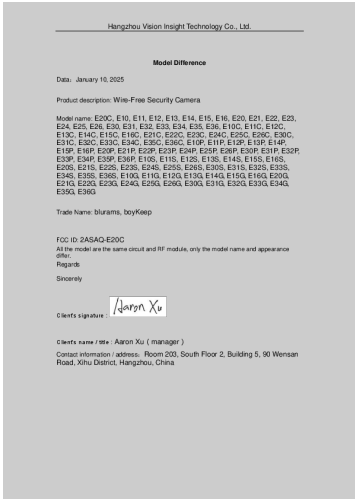 Hangzhou Vision Insight Technology Co., Ltd.
Model Difference
Data: January 10, 2025
Product description: Wire-Free Security Camera
Model name: E20C, E10, E11, E12, E13, E14, E15, E16, E20, E21, E22, E23,
E24, E25, E26, E30, E31, E32, E33, E34, E35, E36, E10C, E11C, E12C,
E13C, E14C, E15C, E16C, E21C, E22C, E23C, E24C, E25C, E26C, E30C,
E31C, E32C, E33C, E34C, E35C, E36C, E10P, E11P, E12P, E13P, E14P,
E15P, E16P, E20P, E21P, E22P, E23P, E24P, E25P, E26P, E30P, E31P, E32P,
E33P, E34P, E35P, E36P, E10S, E11S, E12S, E13S, E14S, E15S, E16S,
E20S, E21S, E22S, E23S, E24S, E25S, E26S, E30S, E31S, E32S, E33S,
E34S, E35S, E36S, E10G, E11G, E12G, E13G, E14G, E15G, E16G, E20G,
E21G, E22G, E23G, E24G, E25G, E26G, E30G, E31G, E32G, E33G, E34G,
E35G, E36G
Trade Name: blurams, boyKeep
FCC ID: 2ASAQ-E20C
All the model are the same circuit and RF module, only the model name and appearance
differ.
Regards
Sincerely
Client's signature : Aaron Xu
Client's name / title : Aaron Xu ( manager )
Contact information / address: Room 203, South Floor 2, Building 5, 90 Wensan
Road, Xihu District, Hangzhou, China